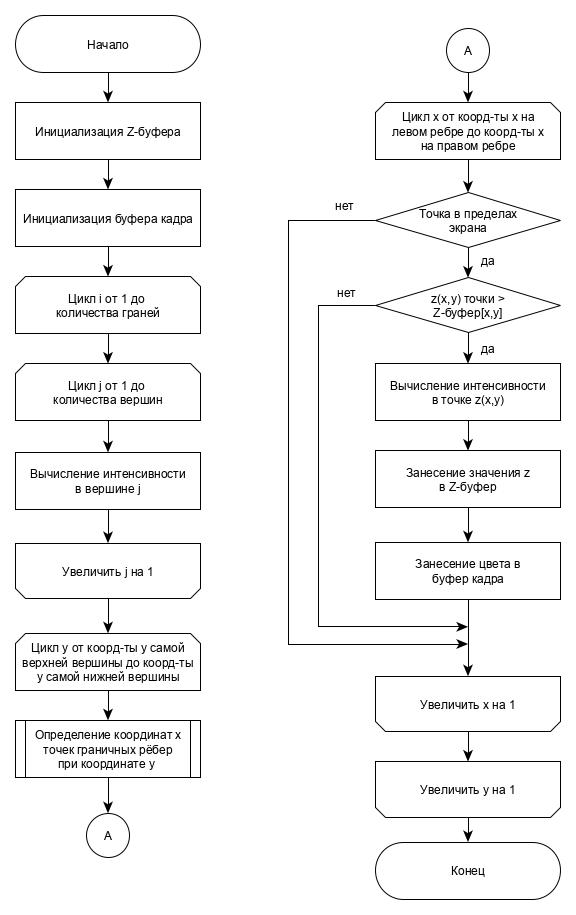 Начало
Инициализация Z-буфера
Инициализация буфера кадра
Цикл i от 1 до
количества граней
Цикл j от 1 до
количества вершин
Вычисление интенсивности
в вершине j
Увеличить j на 1
Цикл y от коорд-ты y самой
верхней вершины до коорд-ты
y самой нижней вершины
Определение координат x
точек граничных рёбер
при координате y
A
A
Цикл x от коорд-ты x на
левом ребре до коорд-ты x
на правом ребре
нет
Точка в пределах
экрана
да
нет
z(x,y) точки >
Z-буфер[x,y]
да
Вычисление интенсивности
в точке z(x,y)
Занесение значения z
в Z-буфер
Занесение цвета в
буфер кадра
Увеличить x на 1
Увеличить y на 1
Конец